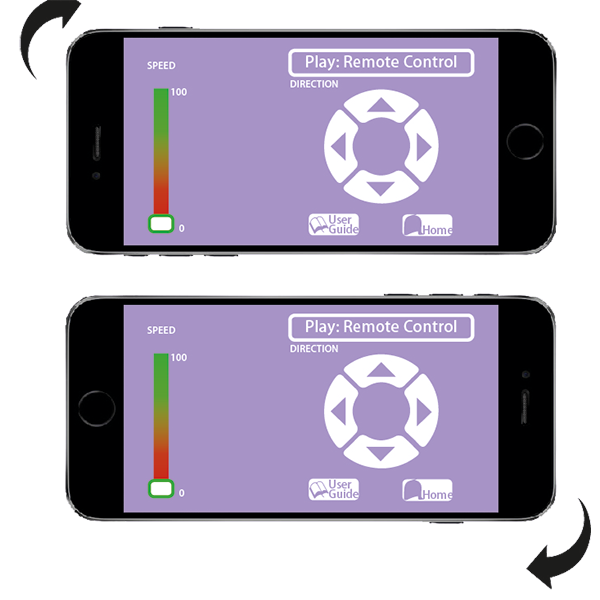 SPEED
Play: Remote Control
DIRECTION
100
User
Guide
Home
0
SPEED
Play: Remote Control
DIRECTION
100
User
Guide
Home
0